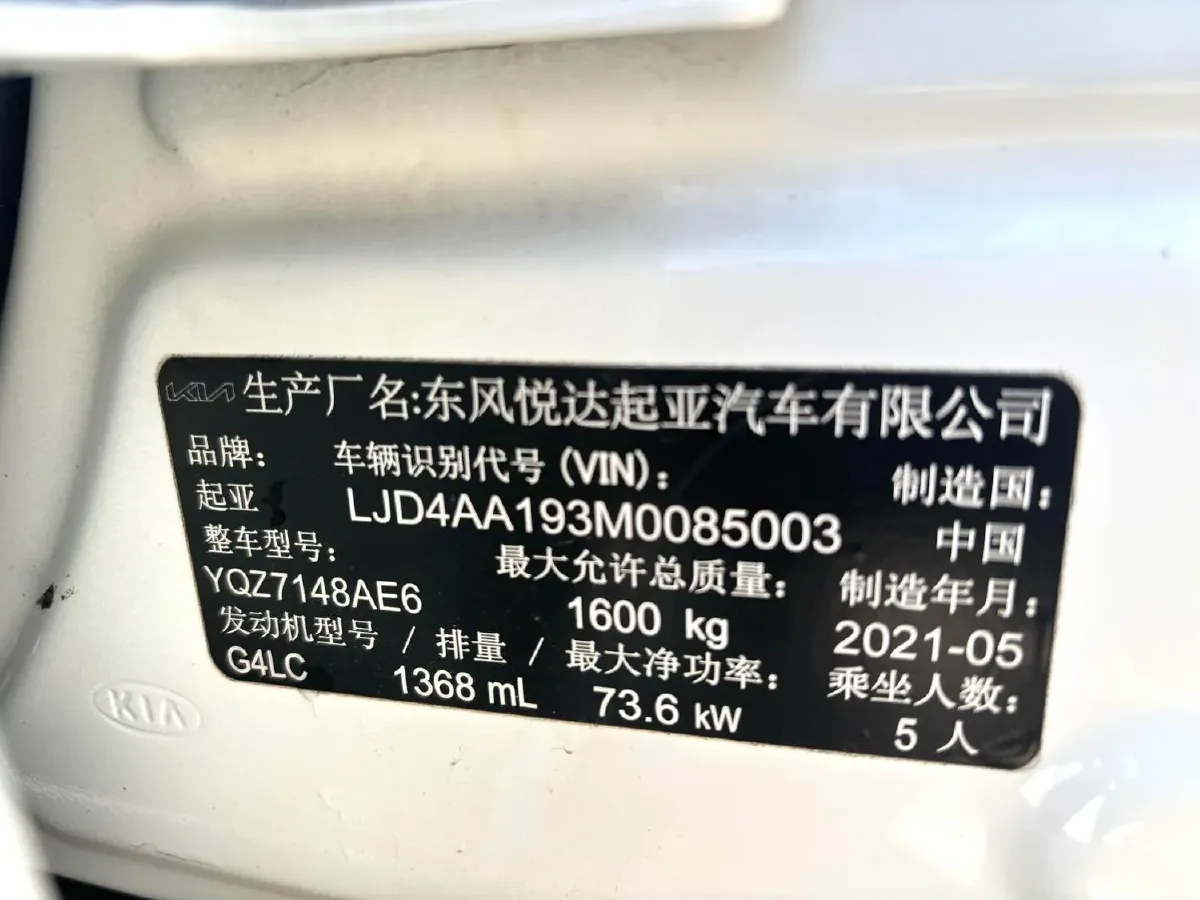 KIA 生产厂名:东风悦达起亚汽车有限公司
品牌: 车辆识别代号(VIN): 制造国:
起亚 LJD4AA193M0085003 中国
整车型号: 最大允许总质量: 制造年月:
YQZ7148AE6 1600 kg 2021-05
发动机型号 / 排量 / 最大净功率: 乘坐人数:
G4LC 1368 mL 73.6 kW 5 人
KIA